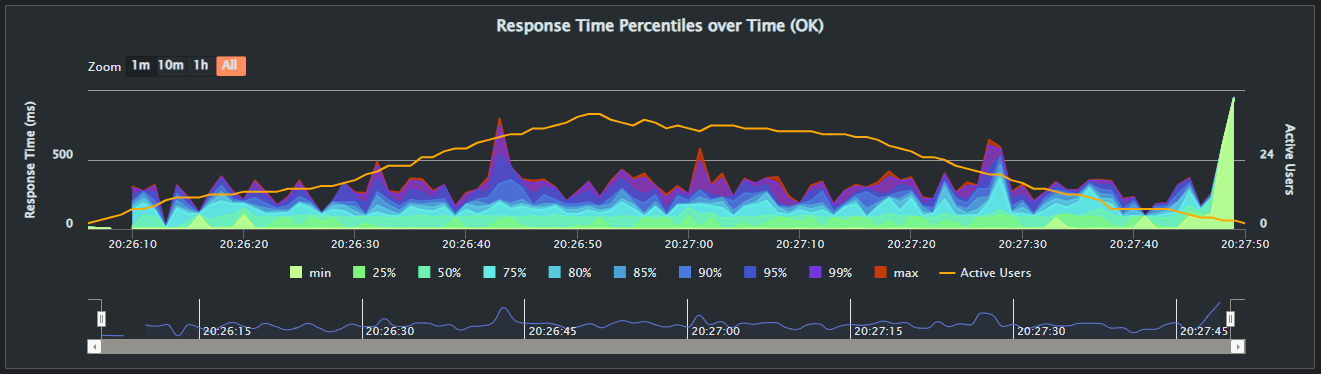 Response Time Percentiles over Time (OK)
Zoom 1m 10m 1h All
Response Time (ms)
500
0
Active Users
24
0
20:26:10 20:26:20 20:26:30 20:26:40 20:26:50 20:27:00 20:27:10 20:27:20 20:27:30 20:27:40 20:27:50
min 25% 50% 75% 80% 85% 90% 95% 99% max Active Users
20:26:15 20:26:30 20:26:45 20:27:00 20:27:15 20:27:30 20:27:45